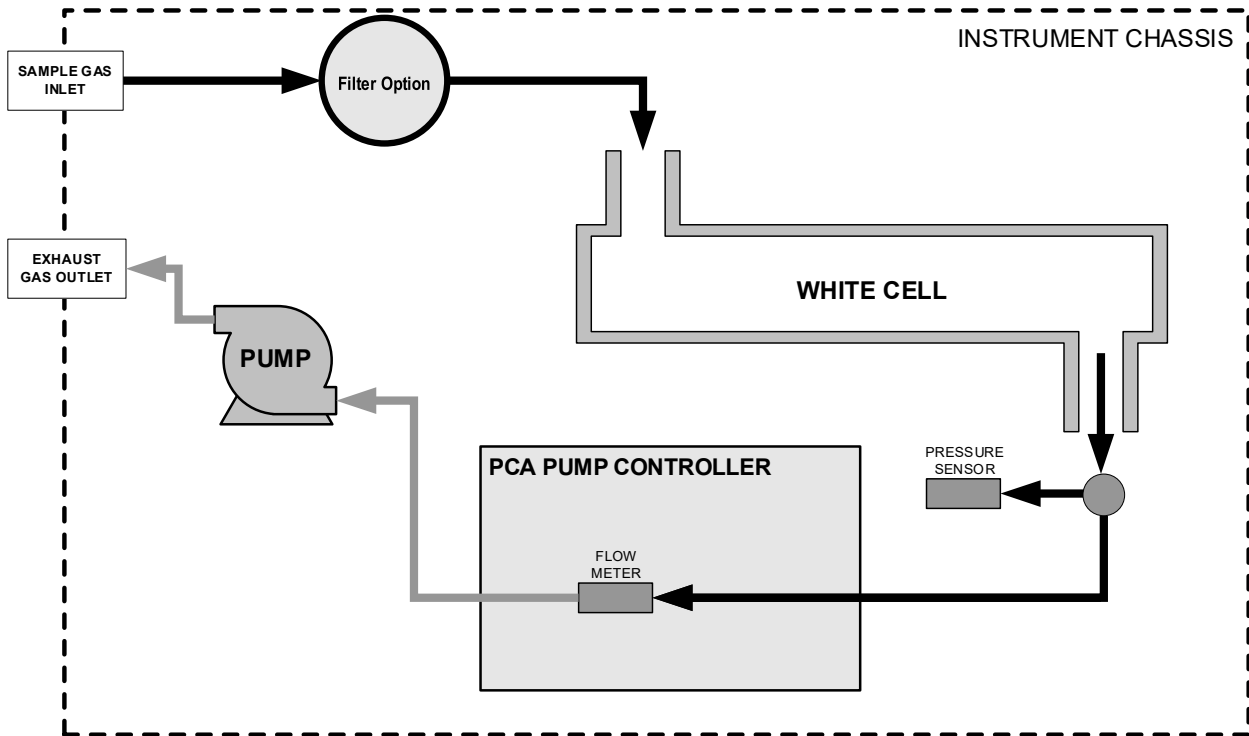 INSTRUMENT CHASSIS
SAMPLE GAS
INLET
Filter Option
EXHAUST
GAS OUTLET
WHITE CELL
PUMP
PCA PUMP CONTROLLER
PRESSURE
SENSOR
FLOW
METER